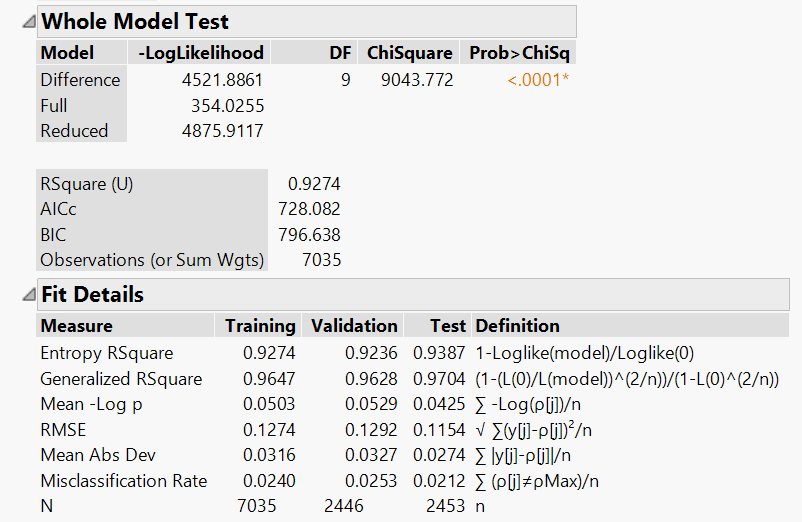 Whole Model Test
Model -LogLikelihood DF ChiSquare Prob>ChiSq
Difference 4521.8861 9 9043.772 <.0001*
Full 354.0255
Reduced 4875.9117
RSquare (U) 0.9274
AICc 728.082
BIC 796.638
Observations (or Sum Wgts) 7035
Fit Details
Measure Training Validation Test Definition
Entropy RSquare 0.9274 0.9236 0.9387 1-Loglike(model)/Loglike(0)
Generalized RSquare 0.9647 0.9628 0.9704 (1-(L(0)/L(model))^(2/n))/(1-L(0)^(2/n))
Mean -Log p 0.0503 0.0529 0.0425 ∑ -Log(ρ[j])/n
RMSE 0.1274 0.1292 0.1154 √ ∑(y[j]-ρ[j])²/n
Mean Abs Dev 0.0316 0.0327 0.0274 ∑ |y[j]-ρ[j]|/n
Misclassification Rate 0.0240 0.0253 0.0212 ∑ (ρ[j]≠ρMax)/n
N 7035 2446 2453 n